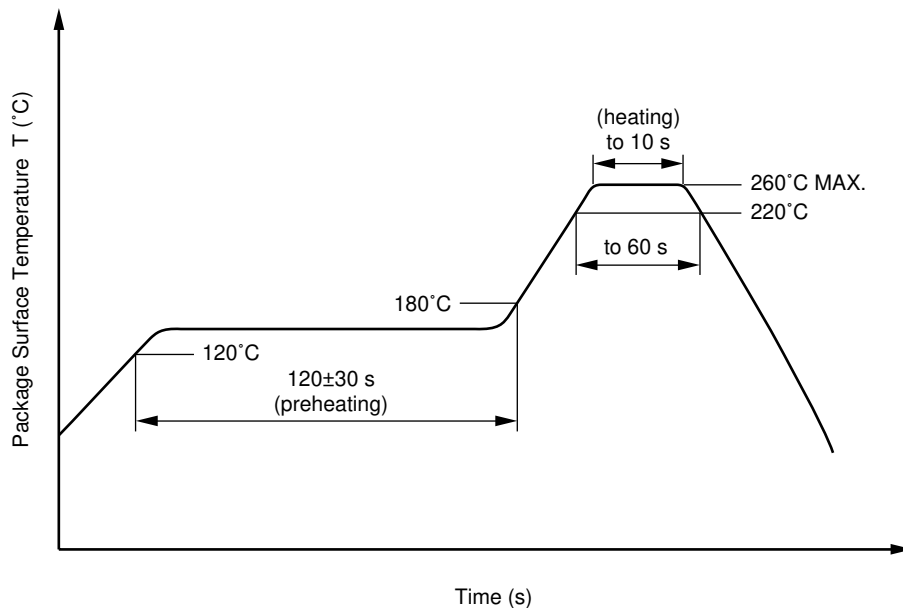 (heating)
to 10 s
260˚C MAX.
220˚C
to 60 s
180˚C
120˚C
120±30 s
(preheating)
Package Surface Temperature T (˚C)
Time (s)